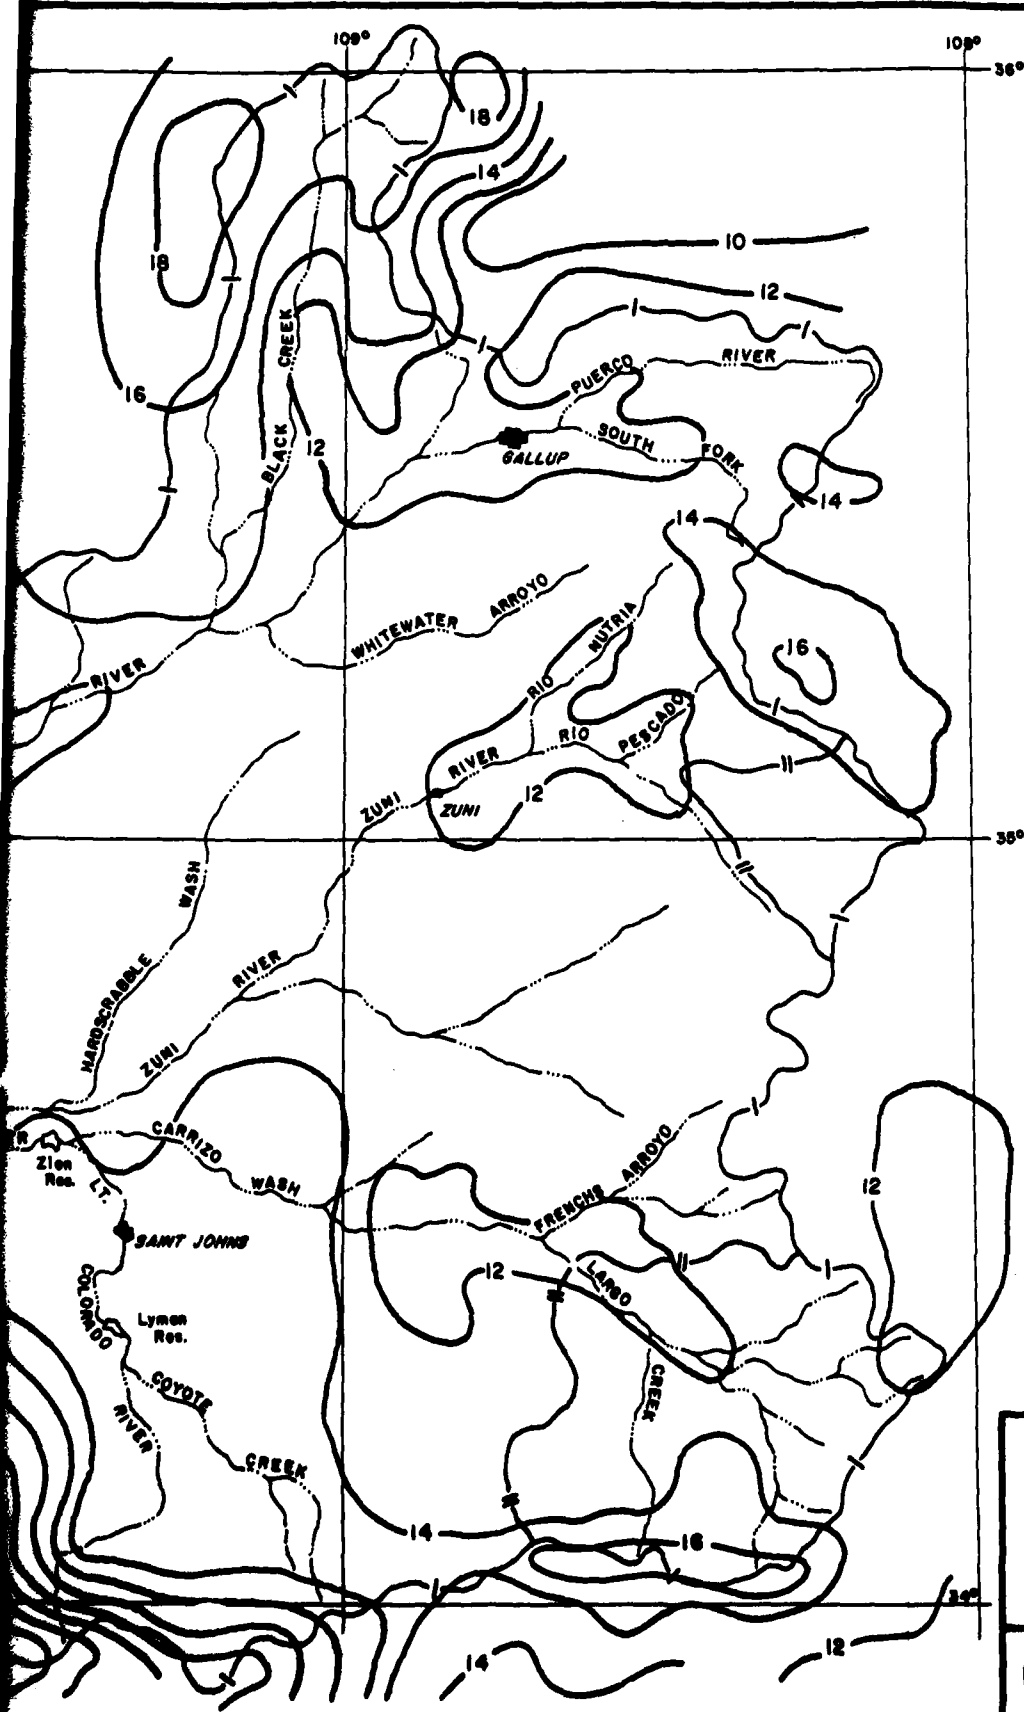 109°
108°
36°
18
14
10
18
12
CREEK
PUERCO
RIVER
16
BLACK
12
SOUTH
FORK
GALLUP
14
14
WHITEWATER
ARROYO
NUTRIA
16
RIVER
RIO
RIO
PESCADO
RIVER
ZUNI
ZUNI
12
35°
WASH
HARDSCRABBLE
RIVER
ZUNI
ARROYO
CARRIZO
Zion
Res.
LT.
WASH
FRENCHS
12
SAINT JOHNS
12
LARGO
COLORADO
Lyman
Res.
COYOTE
CREEK
RIVER
CREEK
14
16
34°
12
14